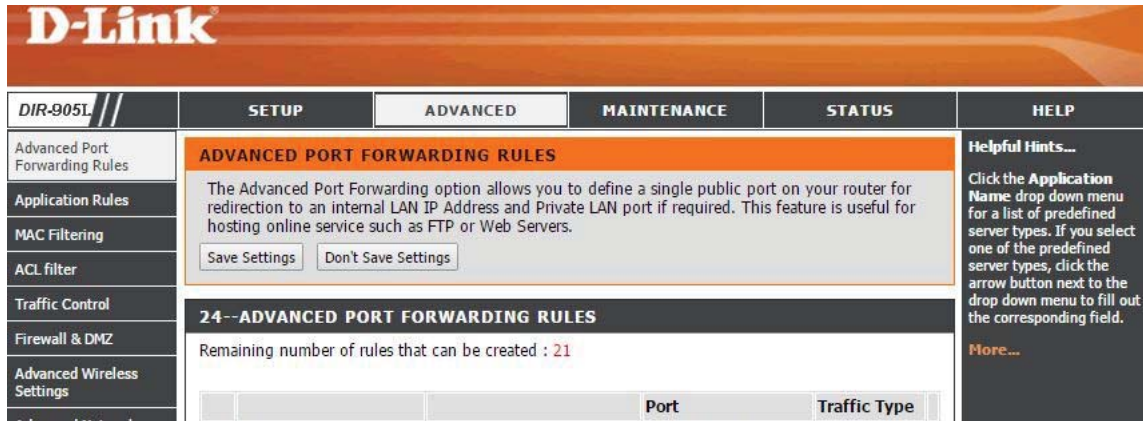 D-Link
DIR-905L
SETUP
ADVANCED
MAINTENANCE
STATUS
HELP
Advanced Port
Forwarding Rules
Application Rules
MAC Filtering
ACL filter
Traffic Control
Firewall & DMZ
Advanced Wireless
Settings
ADVANCED PORT FORWARDING RULES
The Advanced Port Forwarding option allows you to define a single public port on your router for
redirection to an internal LAN IP Address and Private LAN port if required. This feature is useful for
hosting online service such as FTP or Web Servers.
Save Settings
Don't Save Settings
24--ADVANCED PORT FORWARDING RULES
Remaining number of rules that can be created : 21
Port
Traffic Type
Helpful Hints...
Click the Application
Name drop down menu
for a list of predefined
server types. If you select
one of the predefined
server types, click the
arrow button next to the
drop down menu to fill out
the corresponding field.
More...